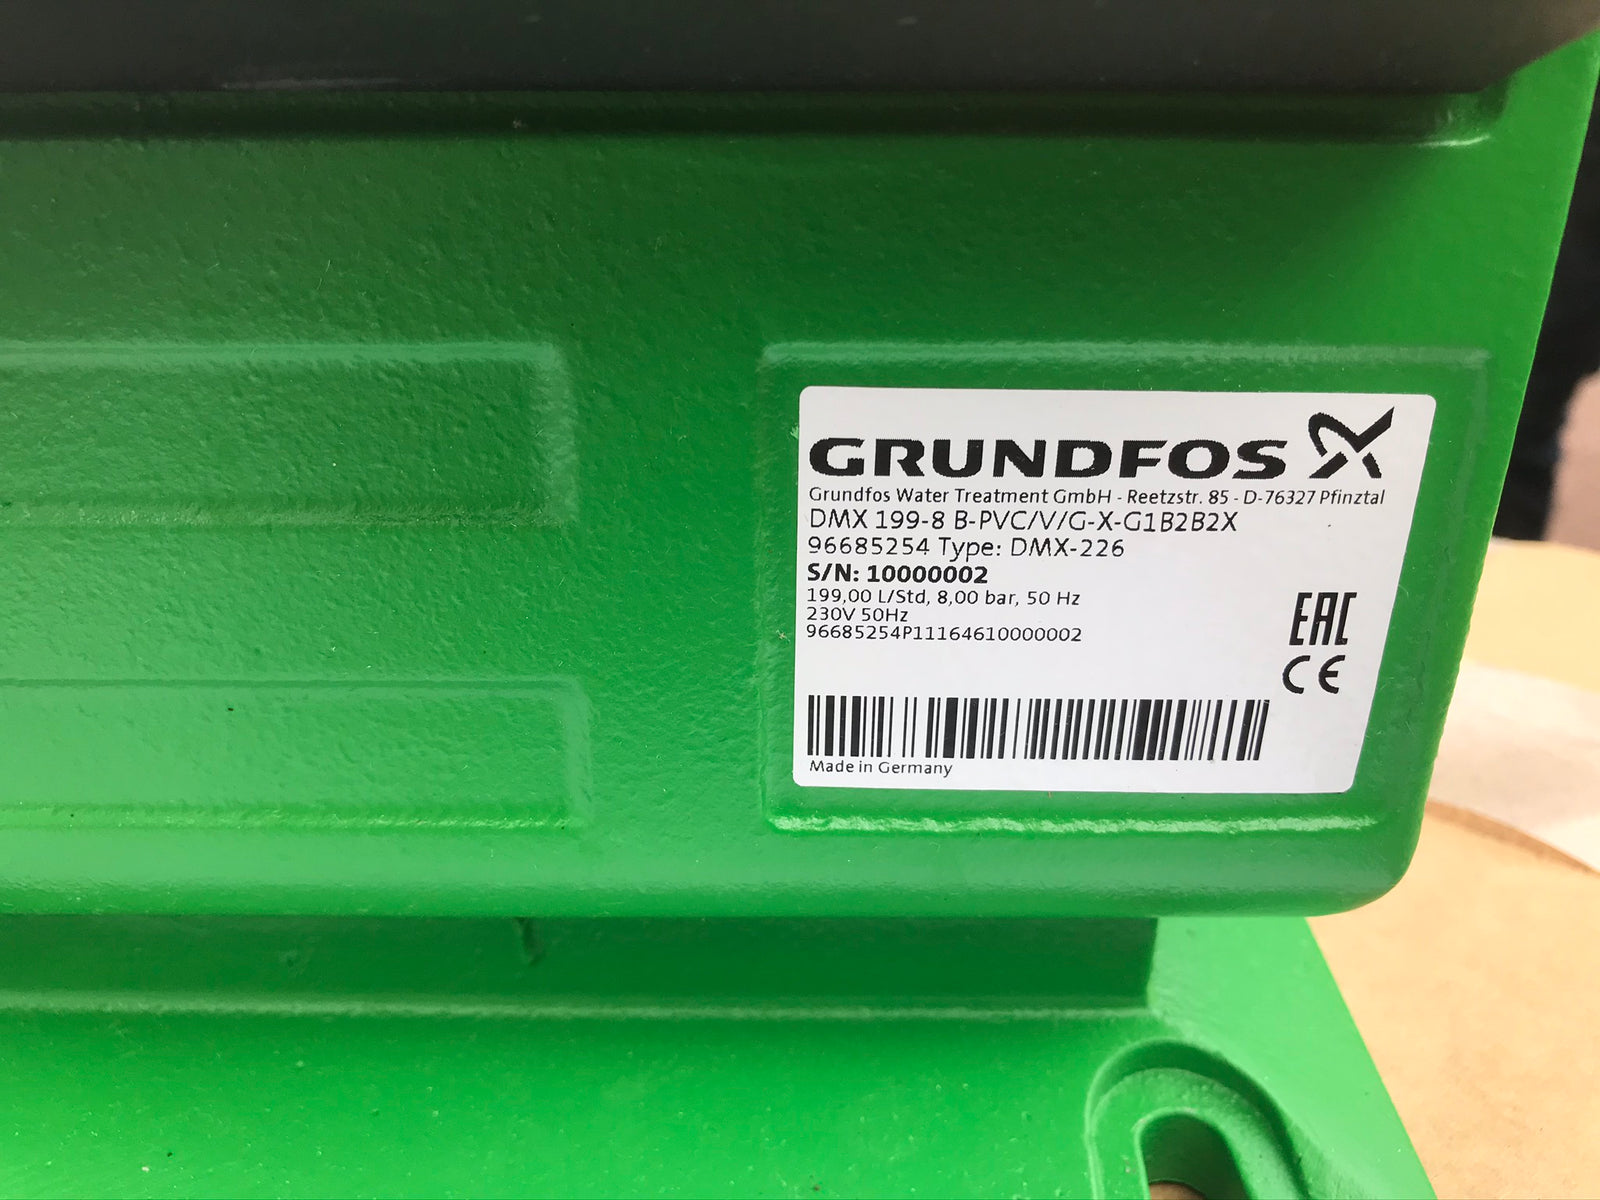 GRUNDFOS
Grundfos Water Treatment GmbH - Reetzstr. 85 - D-76327 Pfinztal
DMX 199-8 B-PVC/V/G-X-G1B2B2X
96685254 Type: DMX-226
S/N: 10000002
199,00 L/Std, 8,00 bar, 50 Hz
230V 50Hz
96685254P11164610000002
EAC
CE
Made in Germany